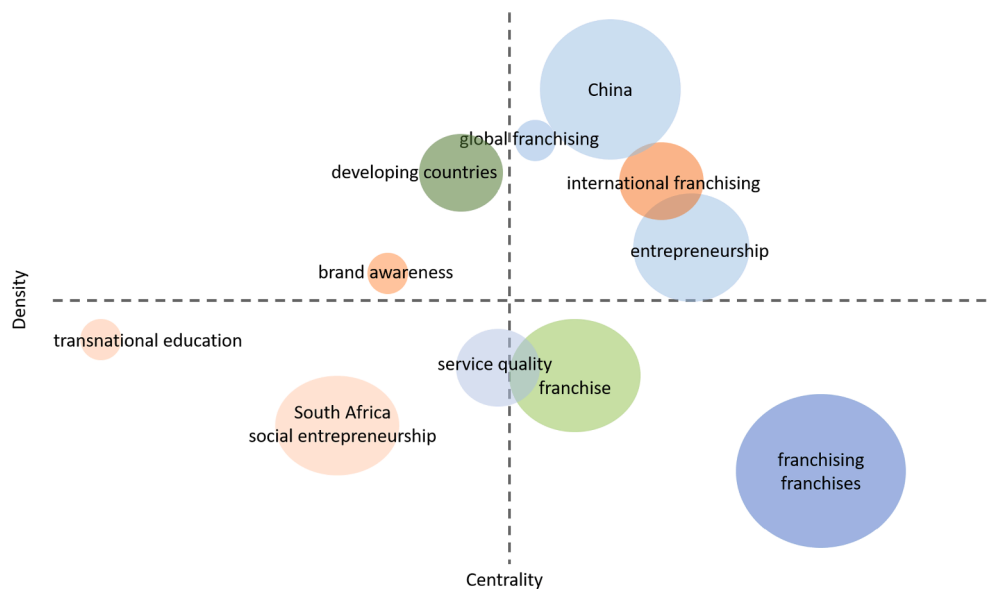 China
global franchising
developing countries
international franchising
entrepreneurship
brand awareness
Density
transnational education
service quality
franchise
South Africa
social entrepreneurship
franchising
franchises
Centrality